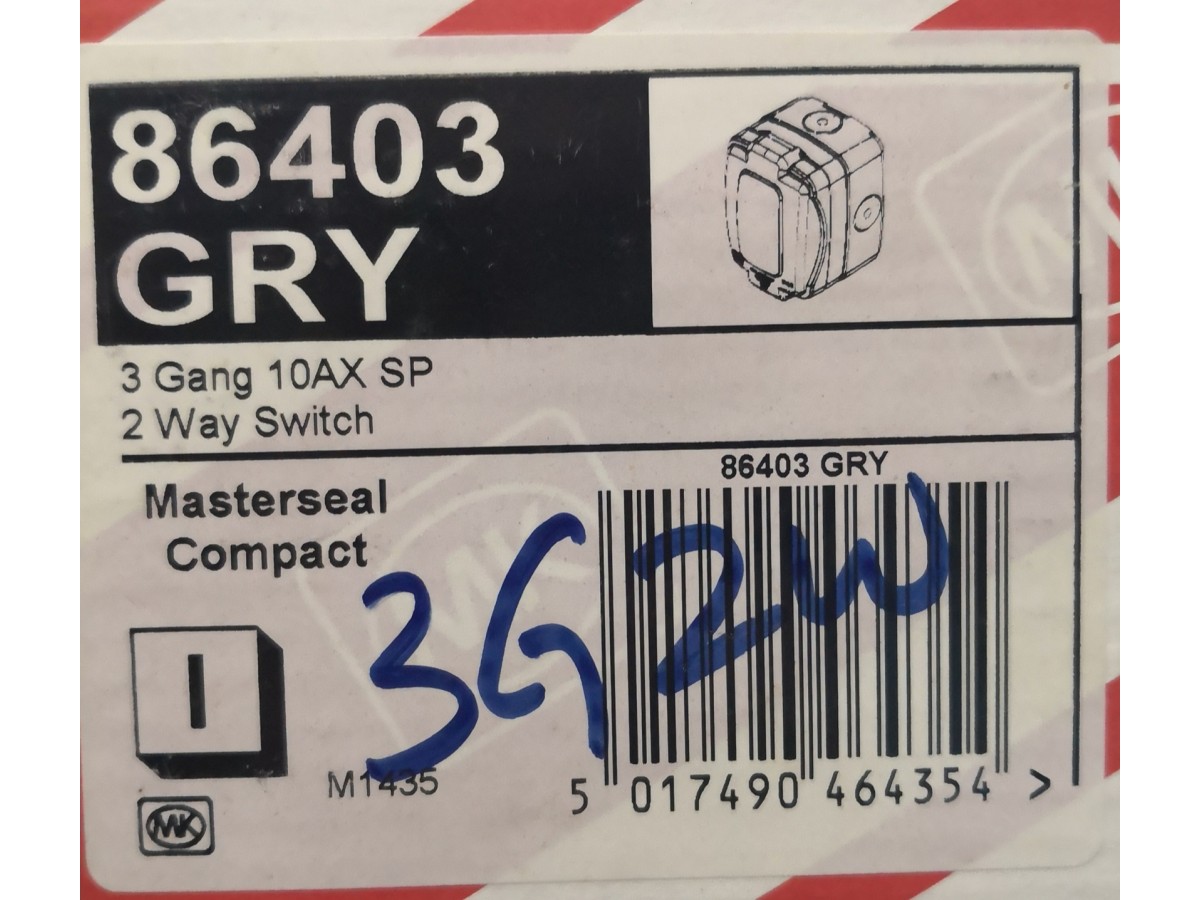 86403
GRY
C
C
3 Gang 10AX SP
2 Way Switch
86403 GRY
Masterseal
Compact
3G 2W
I
M1435
5 017490 464354 >
MK
MK